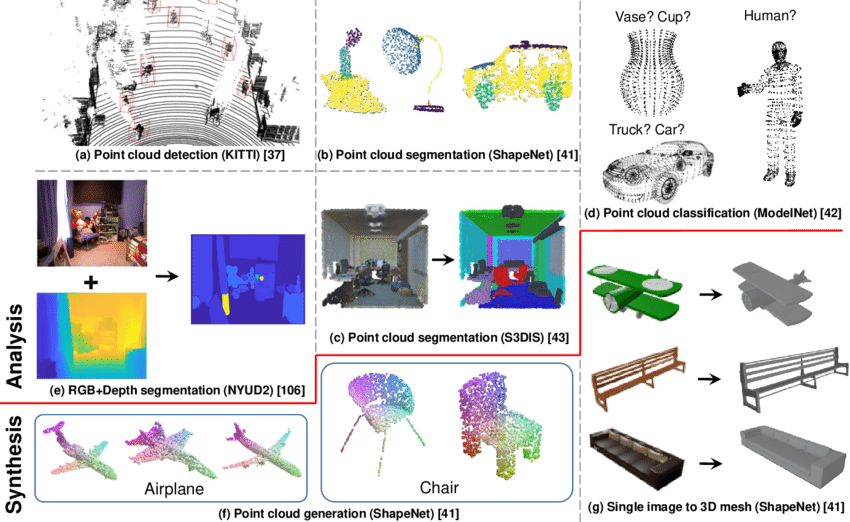 (a) Point cloud detection (KITTI) [37]
(b) Point cloud segmentation (ShapeNet) [41]
Vase? Cup?
Human?
Truck? Car?
(d) Point cloud classification (ModelNet) [42]
Analysis
+
(e) RGB+Depth segmentation (NYUD2) [106]
(c) Point cloud segmentation (S3DIS) [43]
Synthesis
Airplane
Chair
(f) Point cloud generation (ShapeNet) [41]
(g) Single image to 3D mesh (ShapeNet) [41]